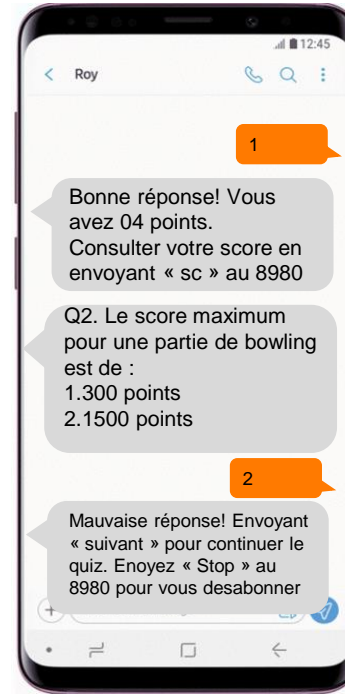 12:45
Roy
1
Bonne réponse! Vous
avez 04 points.
Consulter votre score en
envoyant « sc » au 8980
Q2. Le score maximum
pour une partie de bowling
est de :
1.300 points
2.1500 points
2
Mauvaise réponse! Envoyant
« suivant » pour continuer le
quiz. Enoyez « Stop » au
8980 pour vous desabonner